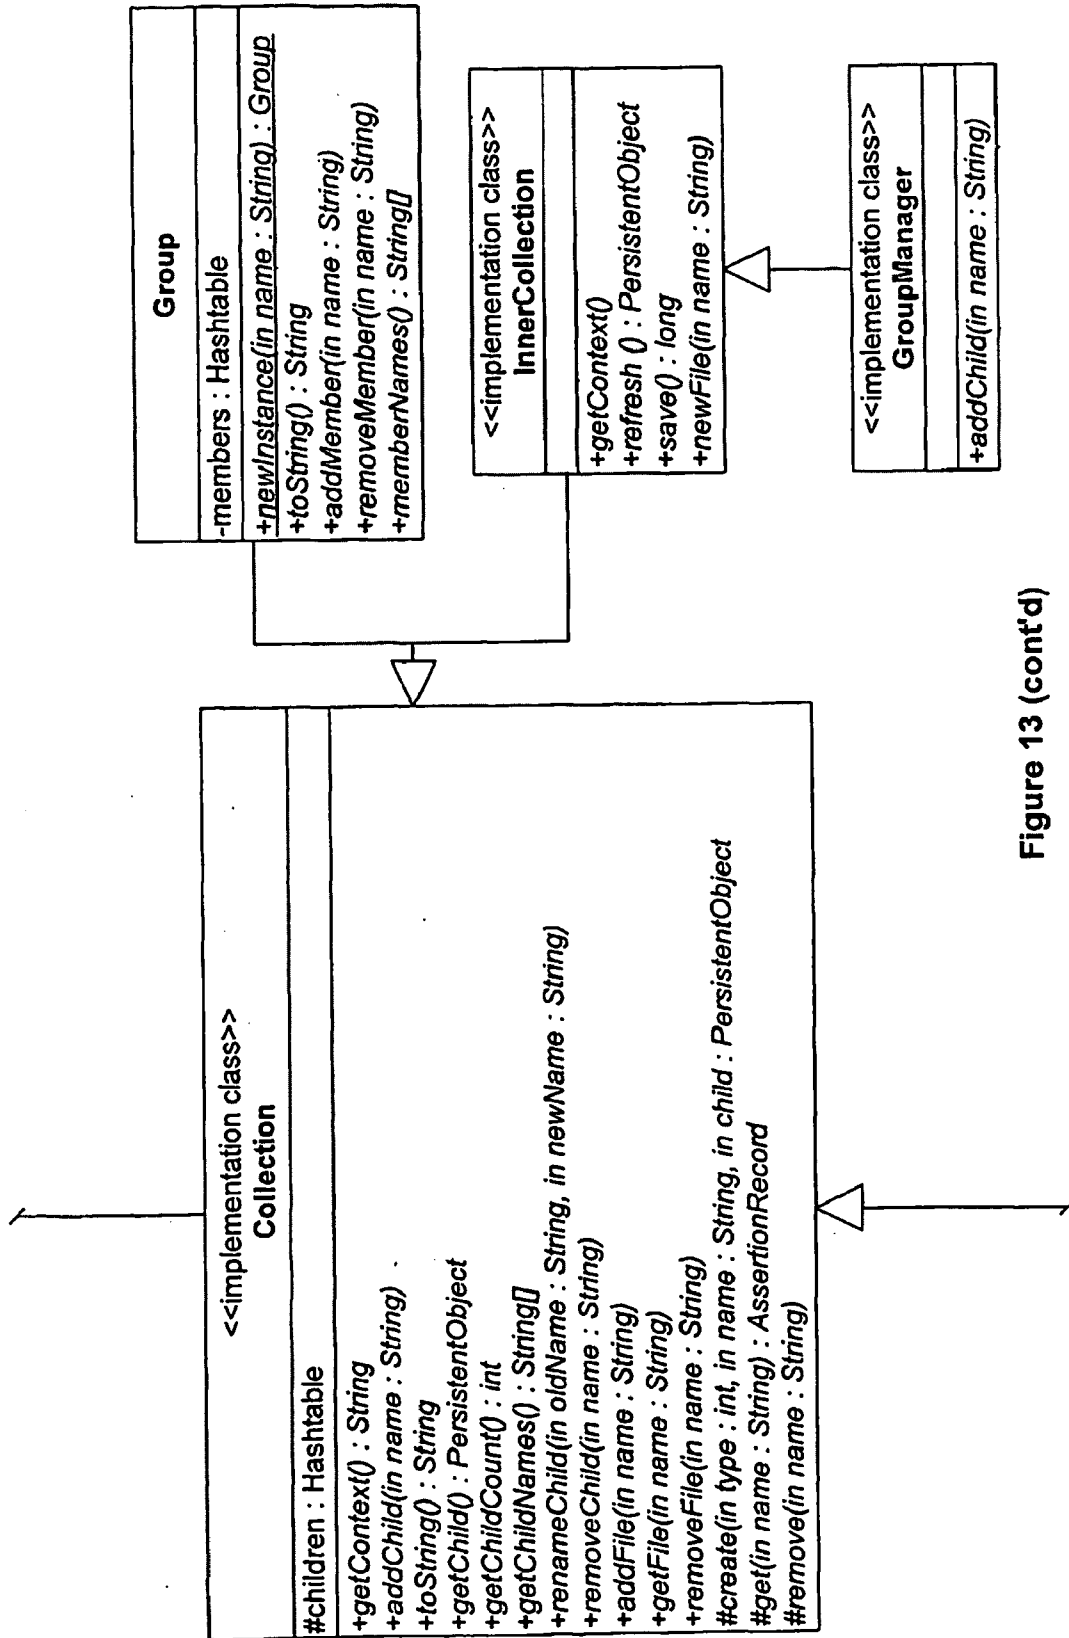 <<implementation class>>
Collection
#children : Hashtable
+getContext() : String
+addChild(in name : String)
+toString() : String
+getChild() : PersistentObject
+getChildCount() : int
+getChildNames() : String[]
+renameChild(in oldName : String, in newName : String)
+removeChild(in name : String)
+addFile(in name : String)
+getFile(in name : String)
+removeFile(in name : String)
#create(in type : int, in name : String, in child : PersistentObject
#get(in name : String) : AssertionRecord
#remove(in name : String)
Group
-members : Hashtable
+newInstance(in name : String) : Group
+toString() : String
+addMember(in name : String)
+removeMember(in name : String)
+memberNames() : String[]
<<implementation class>>
InnerCollection
+getContext()
+refresh () : PersistentObject
+save() : long
+newFile(in name : String)
<<implementation class>>
GroupManager
+addChild(in name : String)
Figure 13 (cont'd)